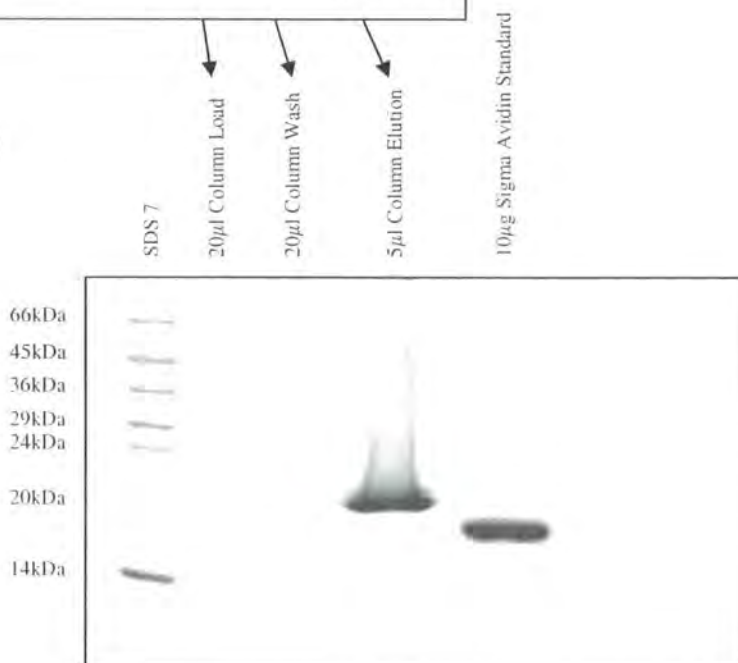 SDS 7
20µl Column Load
20µl Column Wash
5µl Column Elution
10µg Sigma Avidin Standard
66kDa
45kDa
36kDa
29kDa
24kDa
20kDa
14kDa